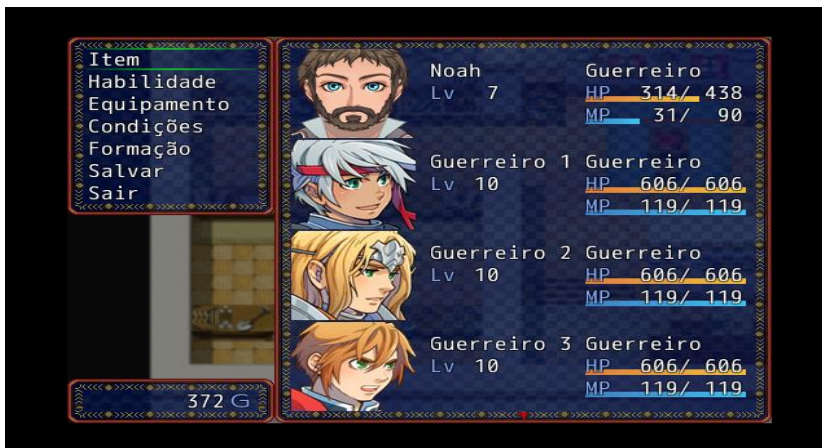 Item
Habilidade
Equipamento
Condições
Formação
Salvar
Sair
372 G
Noah Guerreiro
Lv 7 HP 314/ 438
MP 31/ 90
Guerreiro 1 Guerreiro
Lv 10 HP 606/ 606
MP 119/ 119
Guerreiro 2 Guerreiro
Lv 10 HP 606/ 606
MP 119/ 119
Guerreiro 3 Guerreiro
Lv 10 HP 606/ 606
MP 119/ 119